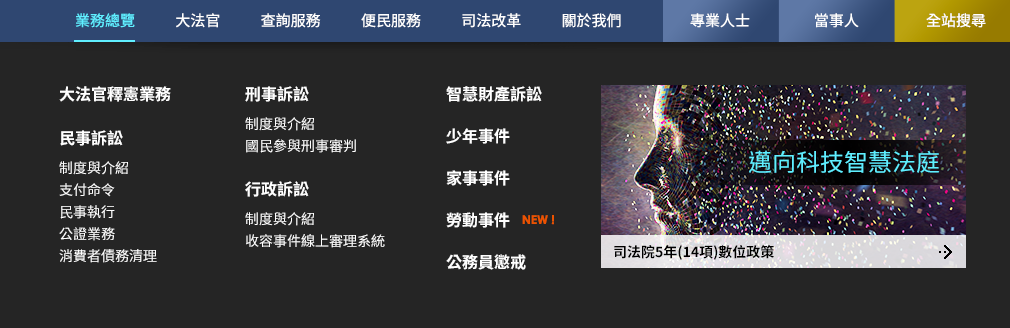 業務總覽 大法官 查詢服務 便民服務 司法改革 關於我們 專業人士 當事人 全站搜尋
大法官釋憲業務
民事訴訟
制度與介紹
支付命令
民事執行
公證業務
消費者債務清理
刑事訴訟
制度與介紹
國民參與刑事審判
行政訴訟
制度與介紹
收容事件線上審理系統
智慧財產訴訟
少年事件
家事事件
勞動事件 NEW !
公務員懲戒
邁向科技智慧法庭
司法院5年(14項)數位政策